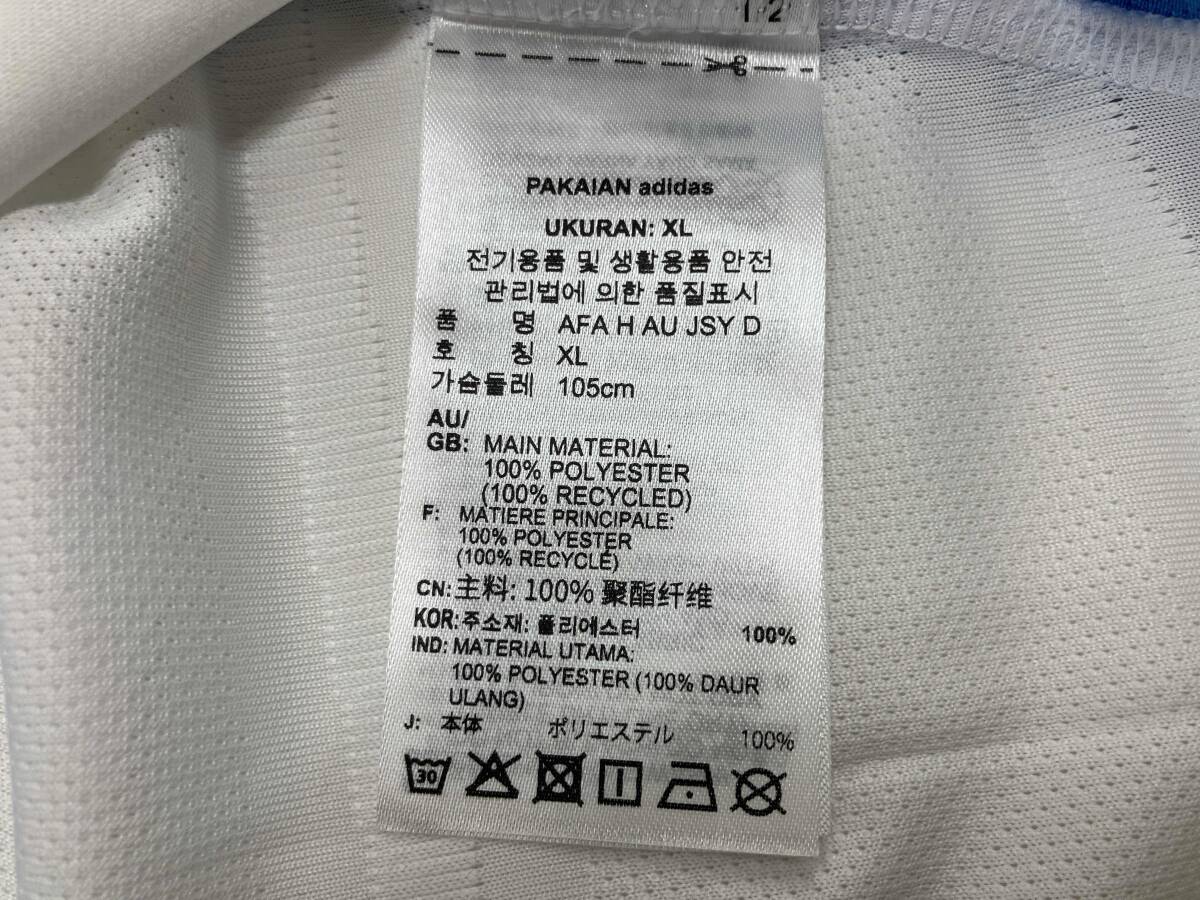 12
PAKAIAN adidas
UKURAN: XL
전기용품 및 생활용품 안전
관리법에 의한 품질표시
품 명 AFA H AU JSY D
호 칭 XL
가슴둘레 105cm
AU/
GB: MAIN MATERIAL:
100% POLYESTER
(100% RECYCLED)
F: MATIERE PRINCIPALE:
100% POLYESTER
(100% RECYCLE)
CN: 主料: 100% 聚酯纤维
KOR: 주소재: 폴리에스터 100%
IND: MATERIAL UTAMA:
100% POLYESTER (100% DAUR
ULANG)
J: 本体 ポリエステル 100%
30